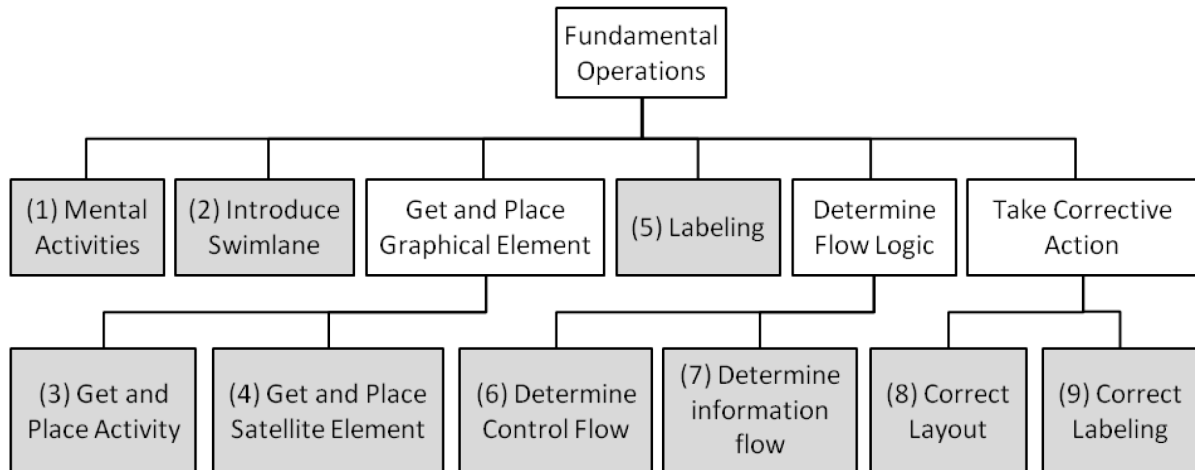 Fundamental
Operations
(1) Mental
Activities
(2) Introduce
Swimlane
Get and Place
Graphical Element
(5) Labeling
Determine
Flow Logic
Take Corrective
Action
(3) Get and
Place Activity
(4) Get and Place
Satellite Element
(6) Determine
Control Flow
(7) Determine
information
flow
(8) Correct
Layout
(9) Correct
Labeling